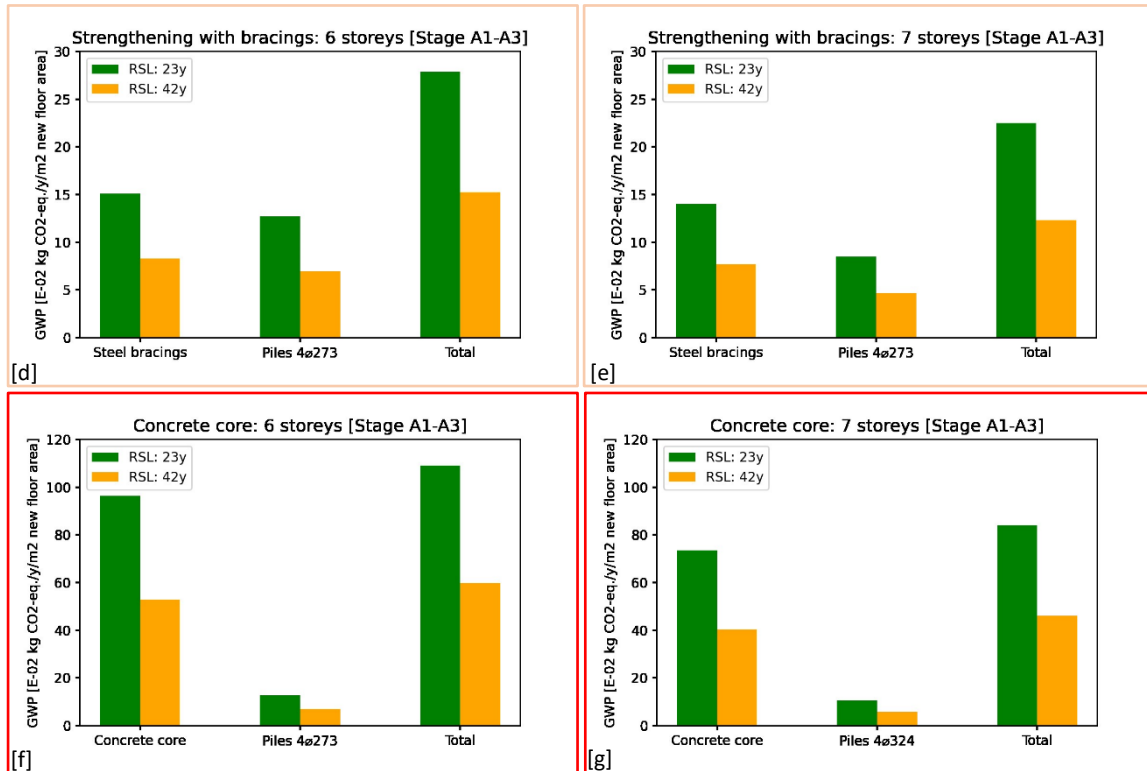 Strengthening with bracings: 6 storeys [Stage A1-A3]
GWP [E-02 kg CO2-eq./y/m2 new floor area]
30
25
20
15
10
5
0
RSL: 23y
RSL: 42y
Steel bracings Piles 4ø273 Total
[d]
Strengthening with bracings: 7 storeys [Stage A1-A3]
GWP [E-02 kg CO2-eq./y/m2 new floor area]
30
25
20
15
10
5
0
RSL: 23y
RSL: 42y
Steel bracings Piles 4ø273 Total
[e]
Concrete core: 6 storeys [Stage A1-A3]
GWP [E-02 kg CO2-eq./y/m2 new floor area]
120
100
80
60
40
20
0
RSL: 23y
RSL: 42y
Concrete core Piles 4ø273 Total
[f]
Concrete core: 7 storeys [Stage A1-A3]
GWP [E-02 kg CO2-eq./y/m2 new floor area]
120
100
80
60
40
20
0
RSL: 23y
RSL: 42y
Concrete core Piles 4ø324 Total
[g]